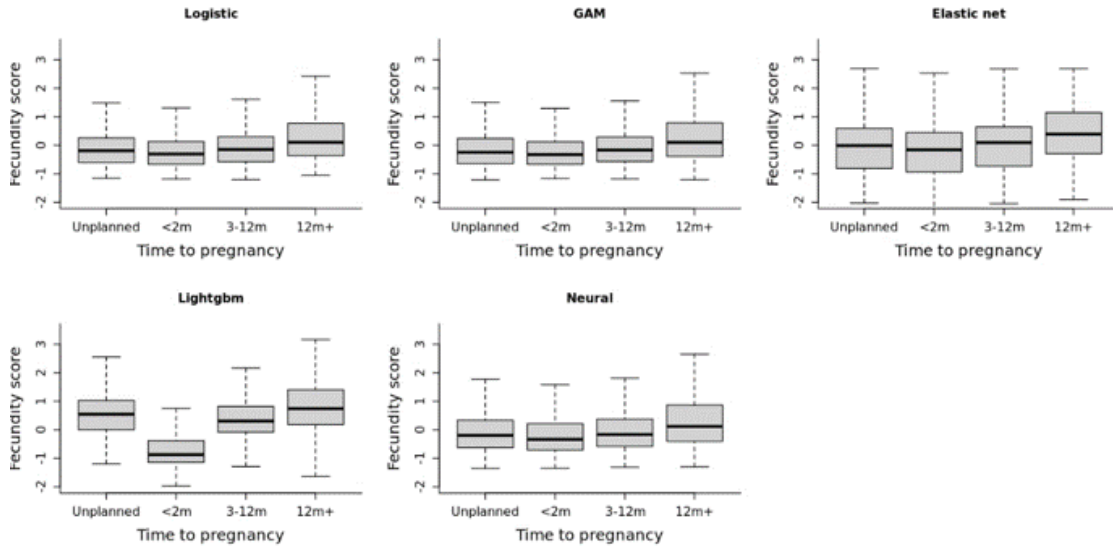 Logistic
Fecundity score
3
2
1
0
-1
-2
Unplanned <2m 3-12m 12m+
Time to pregnancy
GAM
Fecundity score
3
2
1
0
-1
-2
Unplanned <2m 3-12m 12m+
Time to pregnancy
Elastic net
Fecundity score
3
2
1
0
-1
-2
Unplanned <2m 3-12m 12m+
Time to pregnancy
Lightgbm
Fecundity score
3
2
1
0
-1
-2
Unplanned <2m 3-12m 12m+
Time to pregnancy
Neural
Fecundity score
3
2
1
0
-1
-2
Unplanned <2m 3-12m 12m+
Time to pregnancy